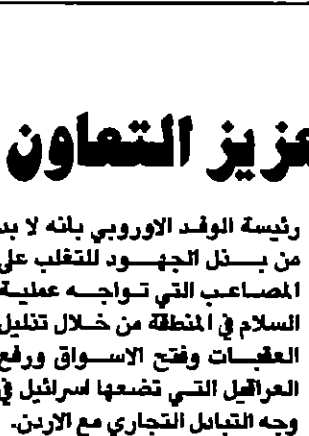 عزيز التعاون
رئيسة الوفد الاوروبي بانه لا بد
من بذل الجهود للتغلب على
المصاعب التي تواجه عملية
السلام في المنطقة من خلال تذليل
العقبات وفتح الاسواق ورفع
العراقيل التي تضعها اسرائيل في
وجه التبادل التجاري مع الاردن.